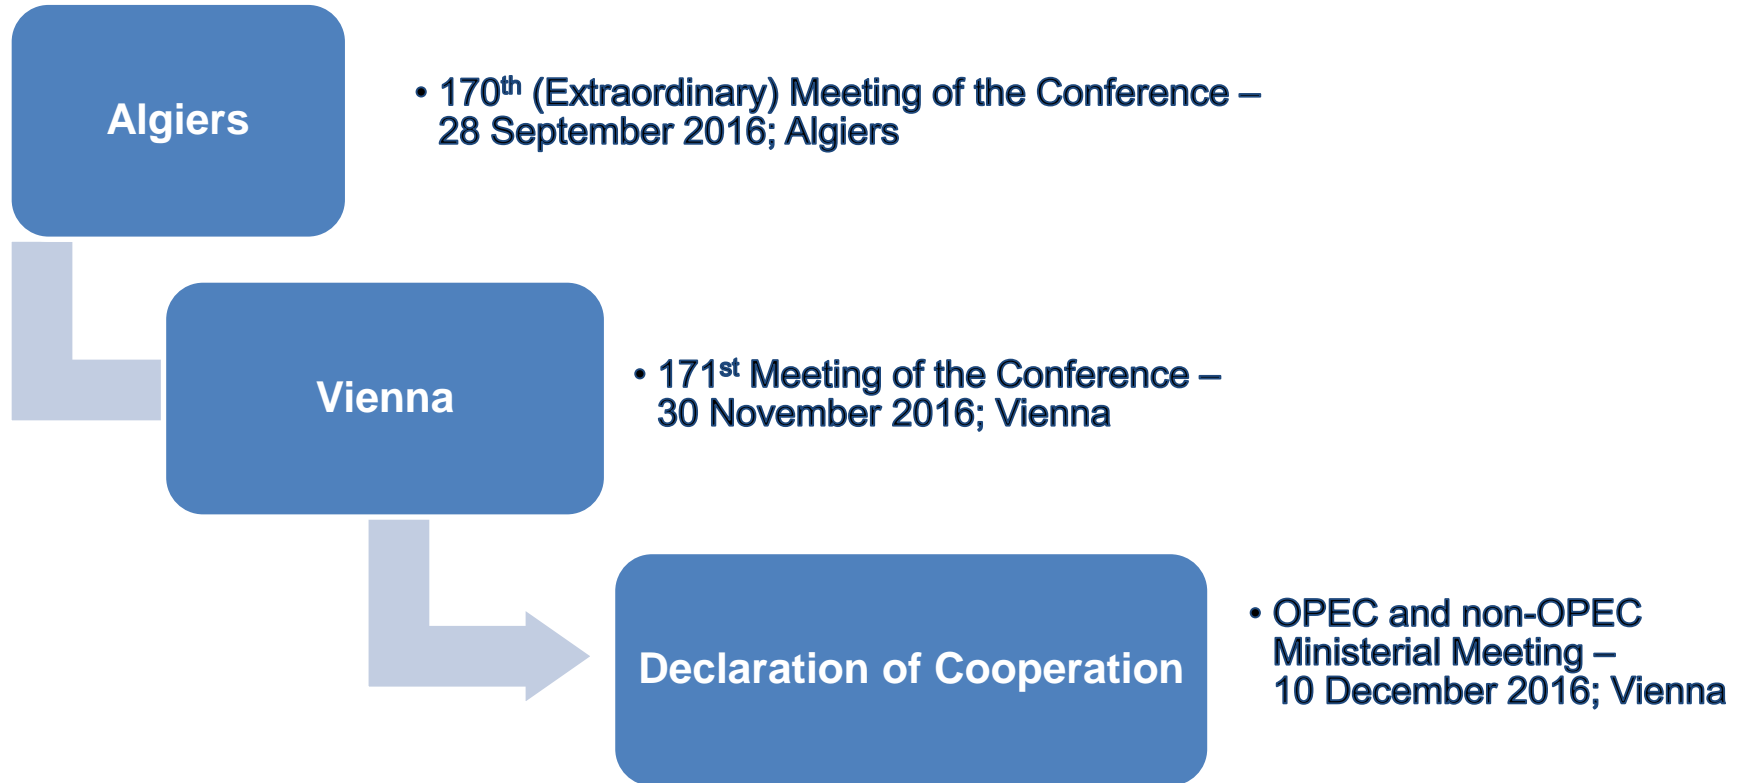 Algiers
• 170th (Extraordinary) Meeting of the Conference –
28 September 2016; Algiers
Vienna
• 171st Meeting of the Conference –
30 November 2016; Vienna
Declaration of Cooperation
• OPEC and non-OPEC
Ministerial Meeting –
10 December 2016; Vienna